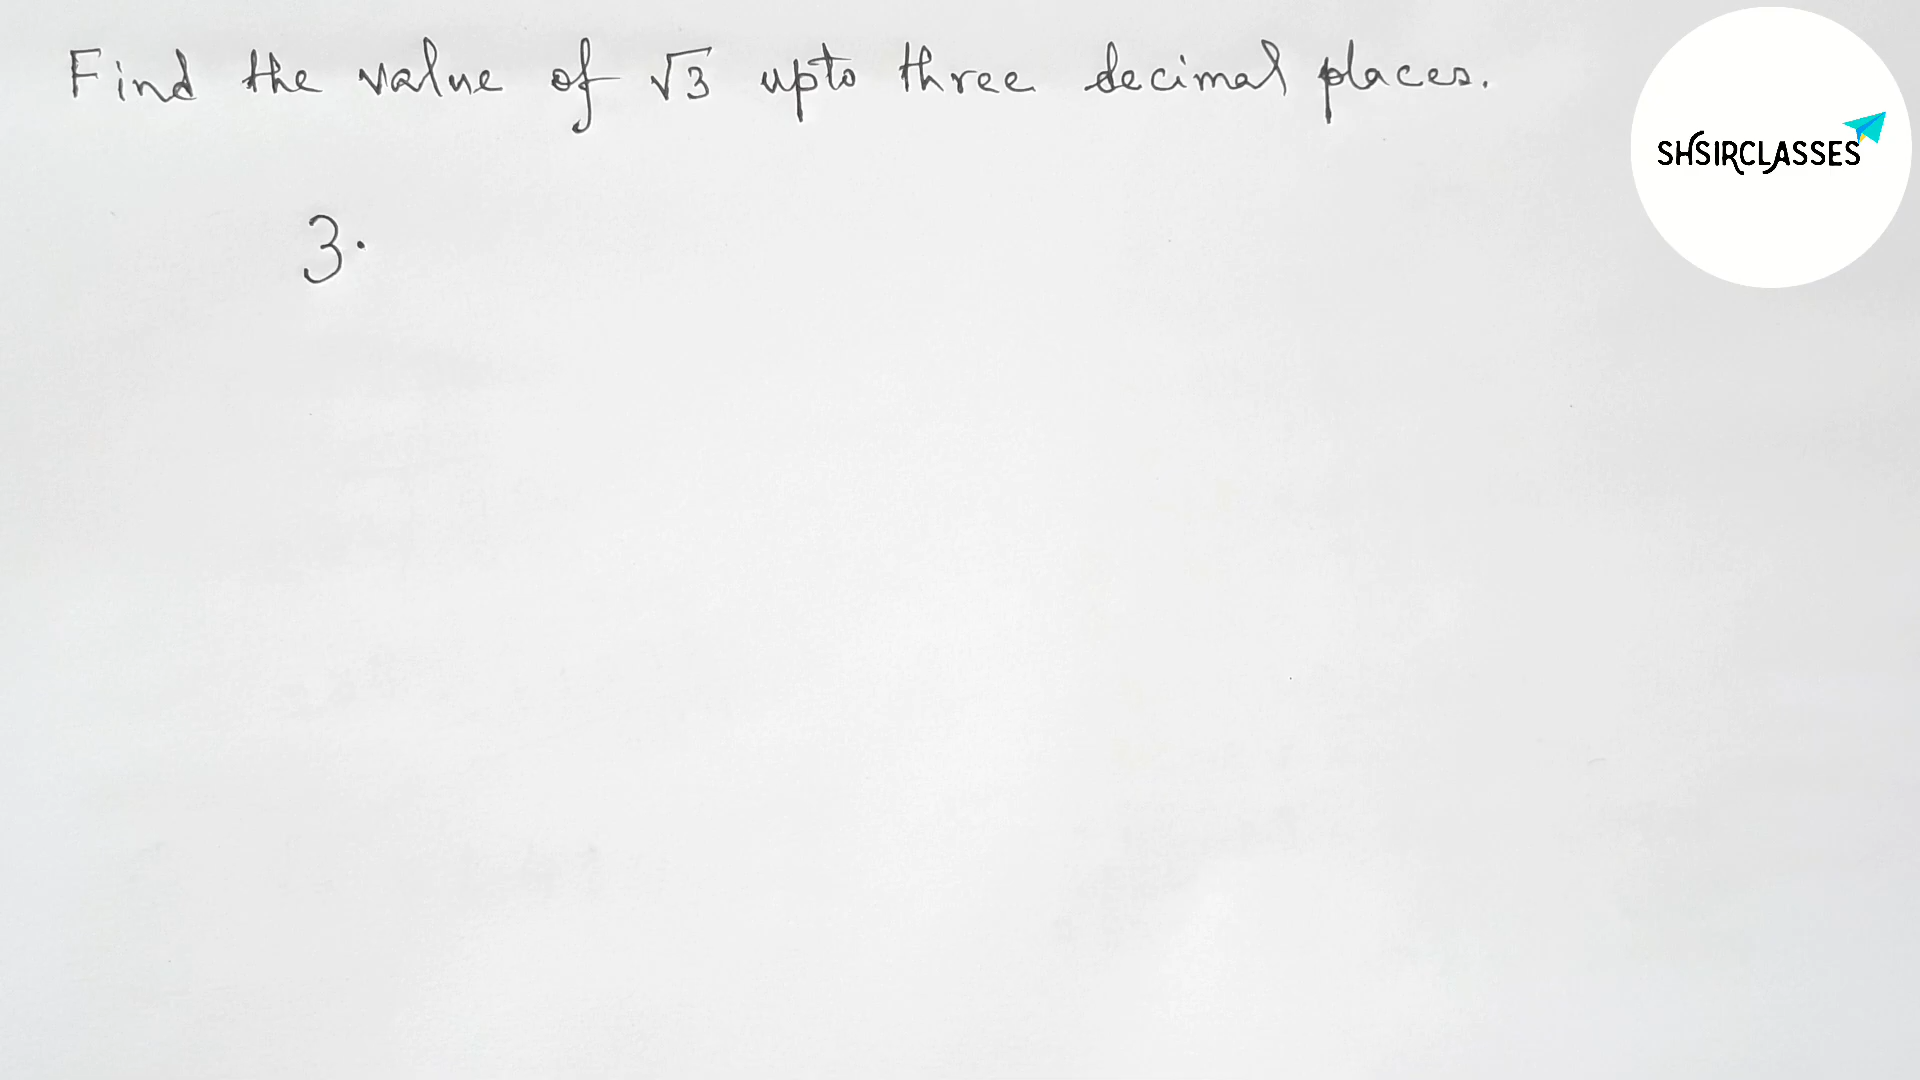 Find the value of √3 upto three decimal places.
SHSIRCLASSES
3.